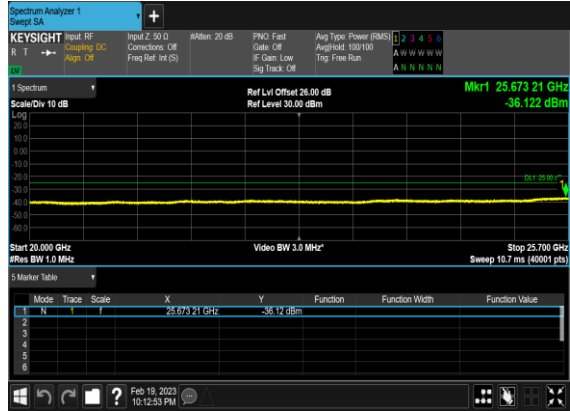 Spectrum Analyzer 1
Swept SA
+
KEYSIGHT Input: RF Input Z: 50 Ω #Atten: 20 dB PNO: Fast Avg Type: Power (RMS) 1 2 3 4 5 6
R T Coupling: DC Corrections: Off Gate: Off Avg|Hold: 100/100 A W W W W W
Align: Off Freq Ref: Int (S) IF Gain: Low Trig: Free Run
Sig Track: Off A N N N N N
1 Spectrum Ref Lvl Offset 26.00 dB Mkr1 25.673 21 GHz
Scale/Div 10 dB Ref Level 30.00 dBm -36.122 dBm
Log
20.0
10.0
0.00
-10.0
-20.0
DL1 -25.00
-30.0
-40.0
-50.0
-60.0
Start 20.000 GHz Video BW 3.0 MHz* Stop 25.700 GHz
#Res BW 1.0 MHz Sweep 10.7 ms (40001 pts)
5 Marker Table
Mode Trace Scale X Y Function Function Width Function Value
1 N 1 f 25.673 21 GHz -36.12 dBm
2
3
4
5
6
? Feb 19, 2023
10:12:53 PM